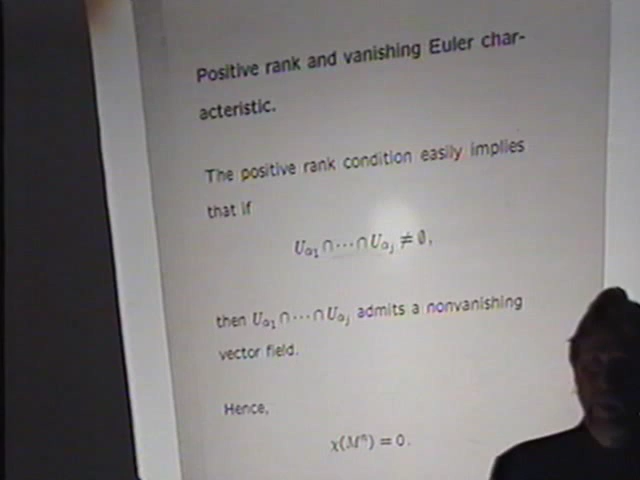 Positive rank and vanishing Euler char-
acteristic.
The positive rank condition easily implies
that if
U_{α_1} ∩ ⋯ ∩ U_{α_j} ≠ ∅,
then U_{α_1} ∩ ⋯ ∩ U_{α_j} admits a nonvanishing
vector field.
Hence,
χ(M^n) = 0.